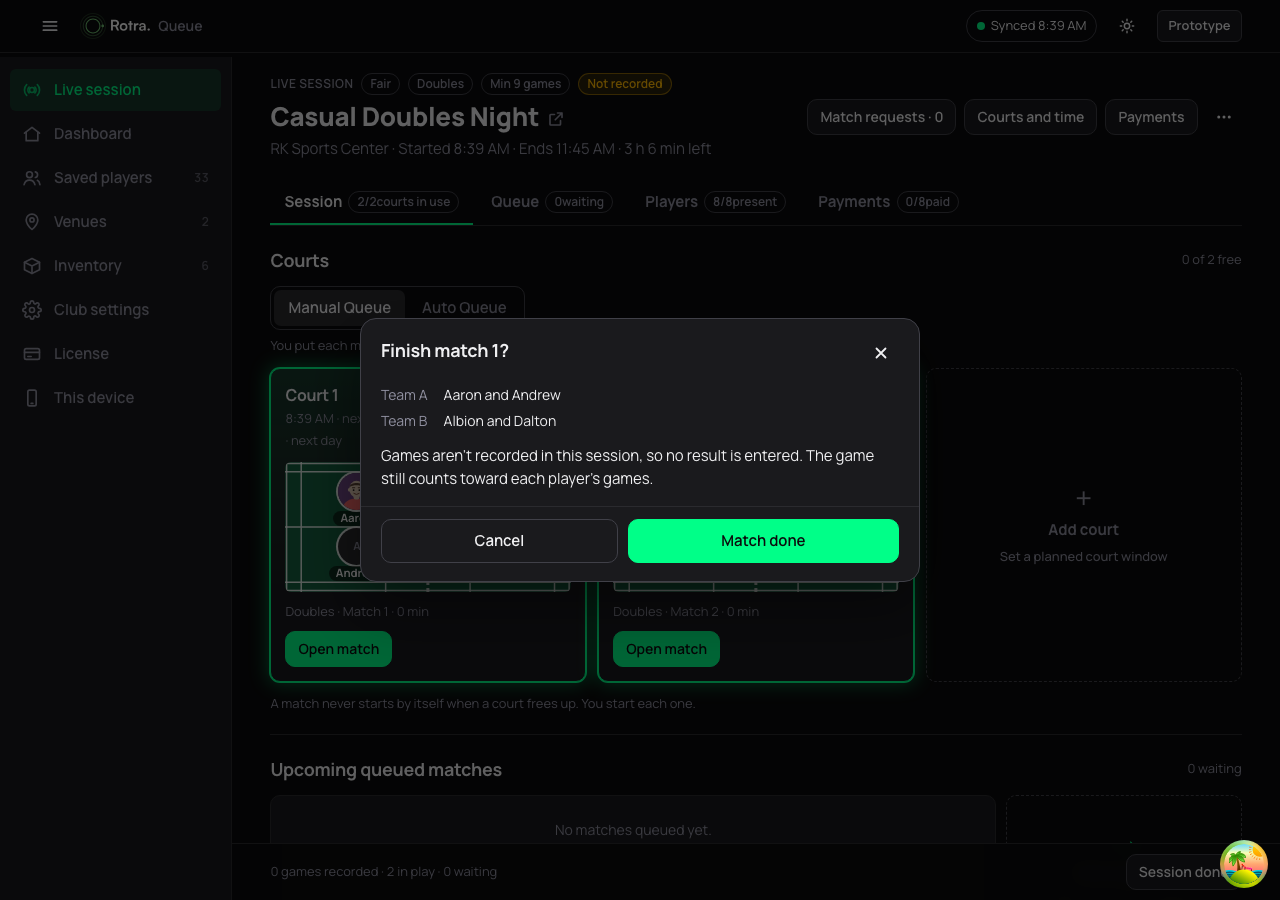 Rotra. Queue
Synced 8:39 AM
Prototype
Live session
Dashboard
Saved players 33
Venues 2
Inventory 6
Club settings
License
This device
LIVE SESSION Fair Doubles Min 9 games Not recorded
Casual Doubles Night
RK Sports Center · Started 8:39 AM · Ends 11:45 AM · 3 h 6 min left
Match requests · 0
Courts and time
Payments
Session 2/2courts in use
Queue 0waiting
Players 8/8present
Payments 0/8paid
Courts
0 of 2 free
Manual Queue
Auto Queue
You put each
Court 1
8:39 AM ·
· next day
Finish match 1?
Team A Aaron and Andrew
Team B Albion and Dalton
Games aren't recorded in this session, so no result is entered. The game
still counts toward each player's games.
Cancel
Match done
Doubles · Match 1 · 0 min
Open match
Doubles · Match 2 · 0 min
Open match
Add court
Set a planned court window
A match never starts by itself when a court frees up. You start each one.
Upcoming queued matches
0 waiting
No matches queued yet.
0 games recorded · 2 in play · 0 waiting
Session